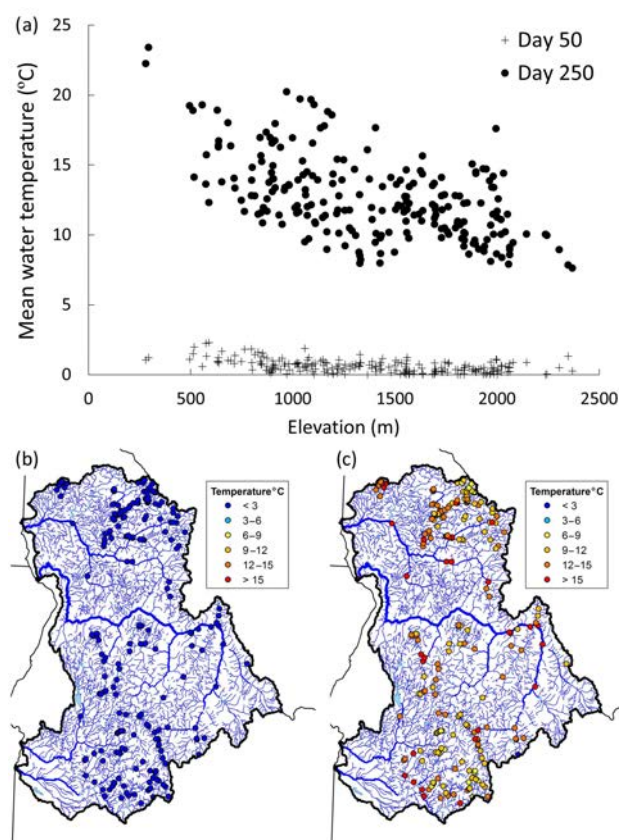 (a)
25
20
15
10
5
0
Mean water temperature (°C)
+ Day 50
● Day 250
0 500 1000 1500 2000 2500
Elevation (m)
(b)
Temperature°C
< 3
3–6
6–9
9–12
12–15
> 15
(c)
Temperature°C
< 3
3–6
6–9
9–12
12–15
> 15